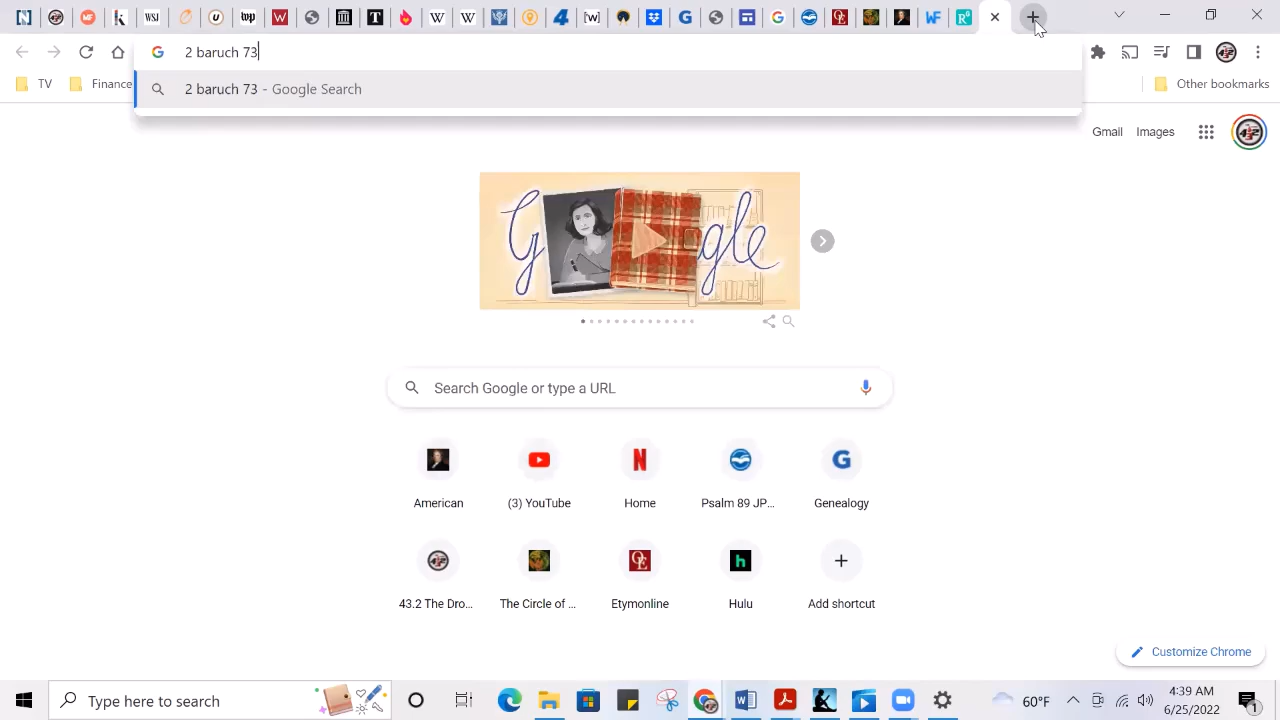 2 baruch 73
TV
Finance
Other bookmarks
2 baruch 73 - Google Search
Gmail
Images
Google
Search Google or type a URL
American
(3) YouTube
Home
Psalm 89 JP...
Genealogy
43.2 The Dro...
The Circle of ...
Etymonline
Hulu
Add shortcut
Customize Chrome
Type here to search
60°F
4:39 AM
6/25/2022